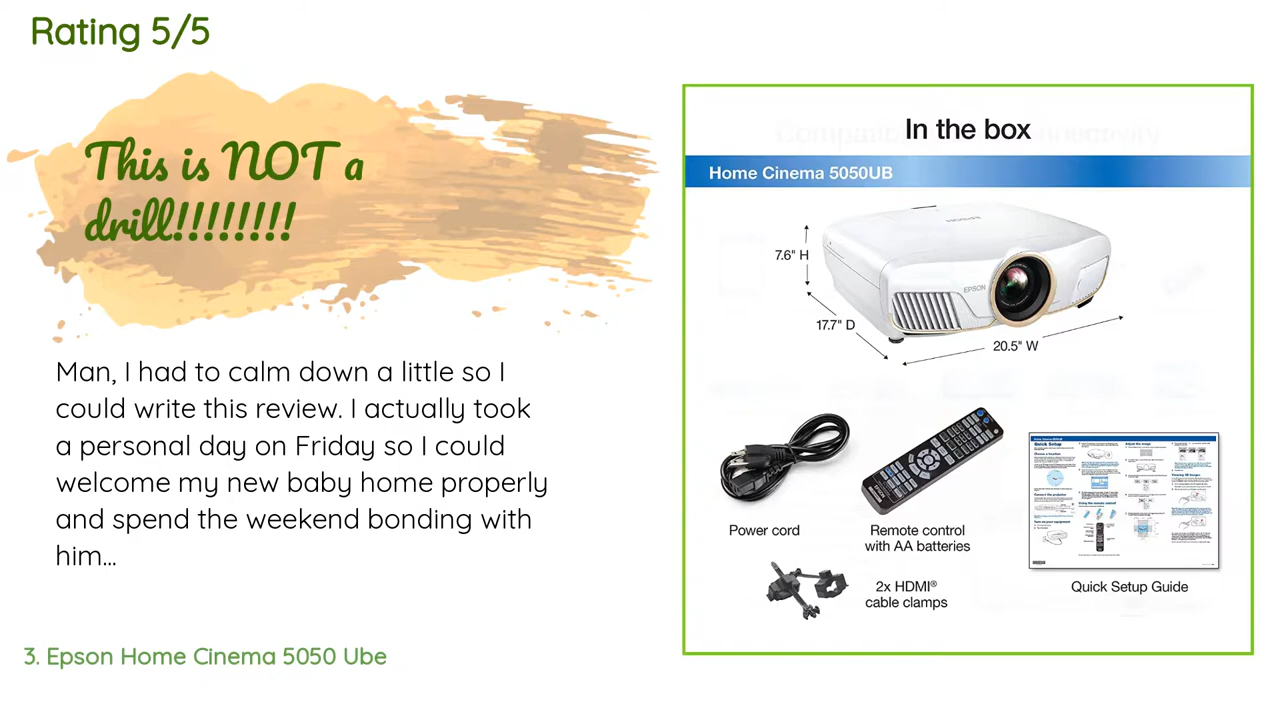 Rating 5/5
This is NOT a
drill!!!!!!!!!
Man, I had to calm down a little so I
could write this review. I actually took
a personal day on Friday so I could
welcome my new baby home properly
and spend the weekend bonding with
him...
3. Epson Home Cinema 5050 Ube
In the box
Home Cinema 5050UB
EPSON
EPSON
7.6" H
17.7" D
20.5" W
Power cord
Remote control
with AA batteries
2x HDMI®
cable clamps
Quick Setup
Quick Setup Guide